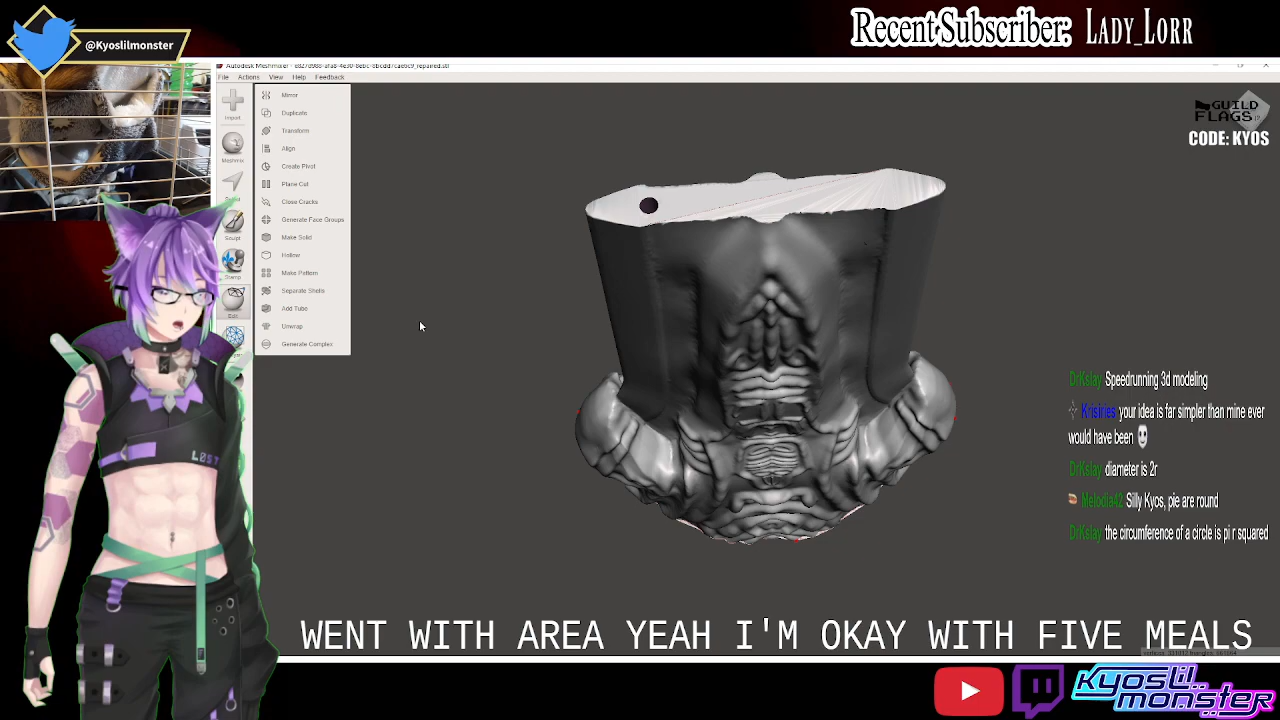 @Kyoslilmonster
Recent Subscriber: LADY_LORR
File Actions View Help Feedback
Import
Meshmix
Sculpt
Stamp
Edit
Mirror
Duplicate
Transform
Align
Create Pivot
Plane Cut
Close Cracks
Generate Face Groups
Make Solid
Hollow
Make Pattern
Separate Shells
Add Tube
Unwrap
Generate Complex
GUILD
FLAGS
CODE: KYOS
DrKslay Speedrunning 3d modeling
Krisiries your idea is far simpler than mine ever
would have been
DrKslay diameter is 2r
Melodia42 Silly Kyos, pie are round
DrKslay the circumference of a circle is pi r squared
LOST
WENT WITH AREA YEAH I'M OKAY WITH FIVE MEALS
KYOSLIL
MONSTER